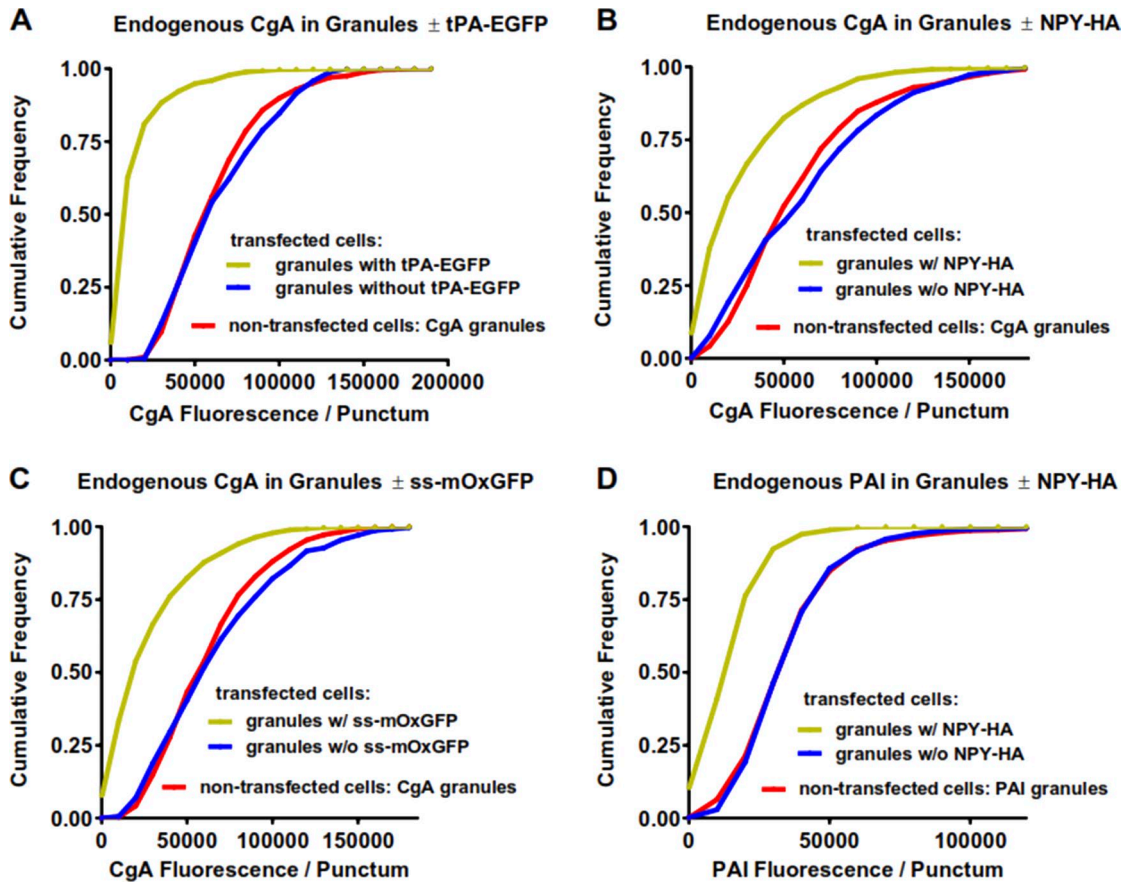 A
Endogenous CgA in Granules ± tPA-EGFP
Cumulative Frequency
1.00
0.75
0.50
0.25
0.00
transfected cells:
granules with tPA-EGFP
granules without tPA-EGFP
non-transfected cells: CgA granules
0 50000 100000 150000 200000
CgA Fluorescence / Punctum
B
Endogenous CgA in Granules ± NPY-HA
Cumulative Frequency
1.00
0.75
0.50
0.25
0.00
transfected cells:
granules w/ NPY-HA
granules w/o NPY-HA
non-transfected cells: CgA granules
0 50000 100000 150000
CgA Fluorescence / Punctum
C
Endogenous CgA in Granules ± ss-mOxGFP
Cumulative Frequency
1.00
0.75
0.50
0.25
0.00
transfected cells:
granules w/ ss-mOxGFP
granules w/o ss-mOxGFP
non-transfected cells: CgA granules
0 50000 100000 150000
CgA Fluorescence / Punctum
D
Endogenous PAI in Granules ± NPY-HA
Cumulative Frequency
1.00
0.75
0.50
0.25
0.00
transfected cells:
granules w/ NPY-HA
granules w/o NPY-HA
non-transfected cells: PAI granules
0 50000 100000
PAI Fluorescence / Punctum